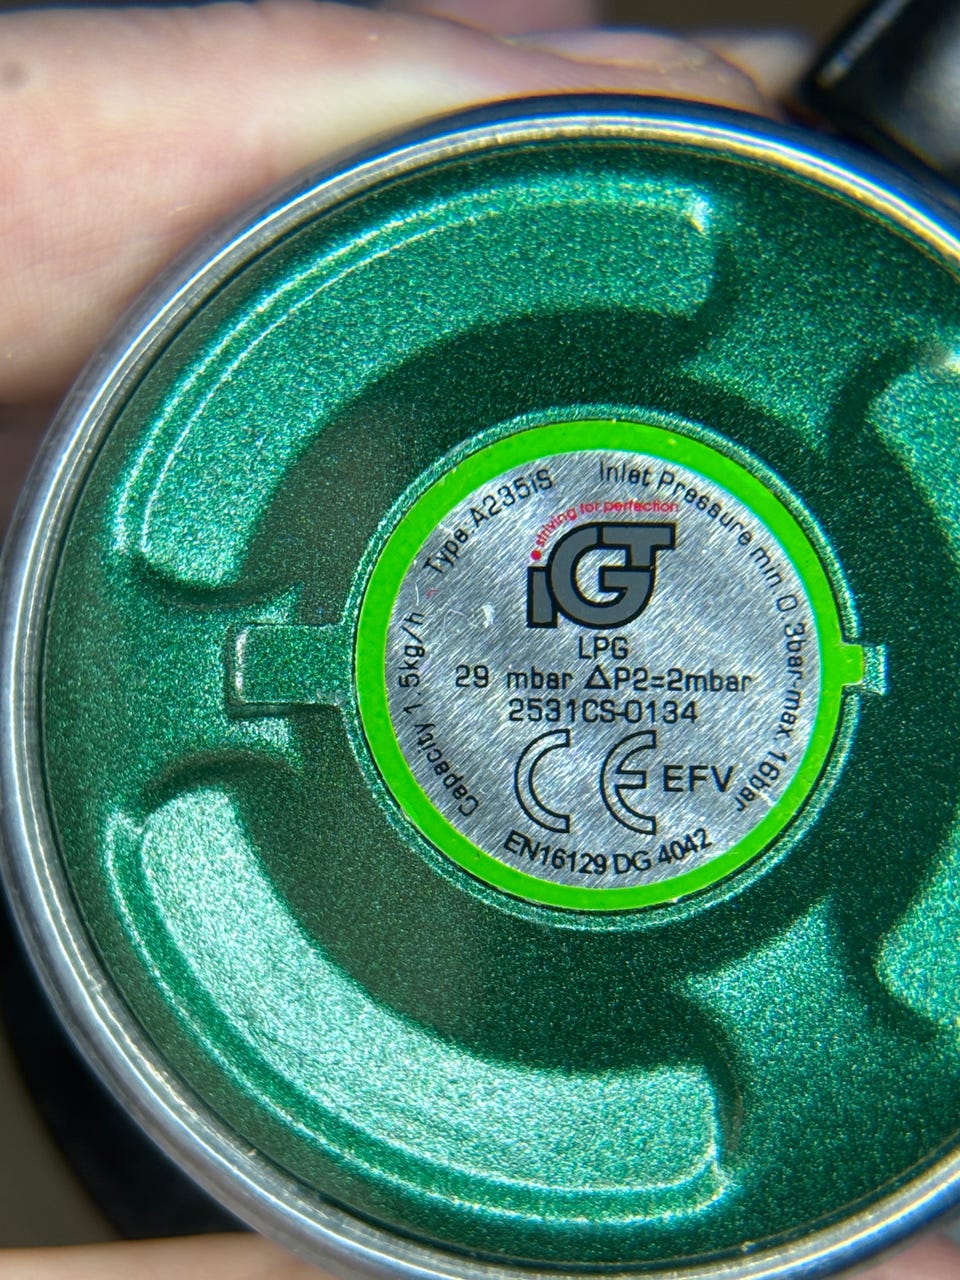 Type A235iS
Inlet Pressure min 0.3bar-max 16bar
striving for perfection
iGT
LPG
29 mbar ΔP2=2mbar
2531CS-0134
CE EFV
EN16129 DG 4042
Capacity 1.5kg/h